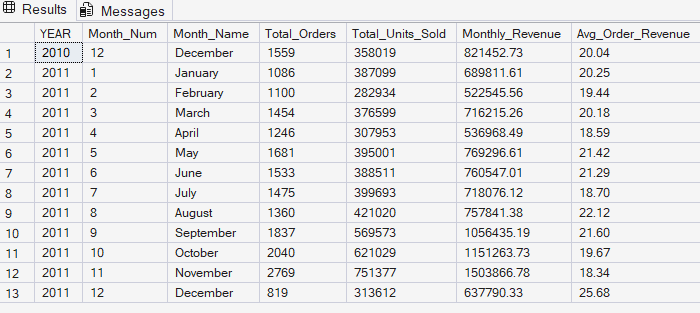 Results Messages
YEAR Month_Num Month_Name Total_Orders Total_Units_Sold Monthly_Revenue Avg_Order_Revenue
1 2010 12 December 1559 358019 821452.73 20.04
2 2011 1 January 1086 387099 689811.61 20.25
3 2011 2 February 1100 282934 522545.56 19.44
4 2011 3 March 1454 376599 716215.26 20.18
5 2011 4 April 1246 307953 536968.49 18.59
6 2011 5 May 1681 395001 769296.61 21.42
7 2011 6 June 1533 388511 760547.01 21.29
8 2011 7 July 1475 399693 718076.12 18.70
9 2011 8 August 1360 421020 757841.38 22.12
10 2011 9 September 1837 569573 1056435.19 21.60
11 2011 10 October 2040 621029 1151263.73 19.67
12 2011 11 November 2769 751377 1503866.78 18.34
13 2011 12 December 819 313612 637790.33 25.68